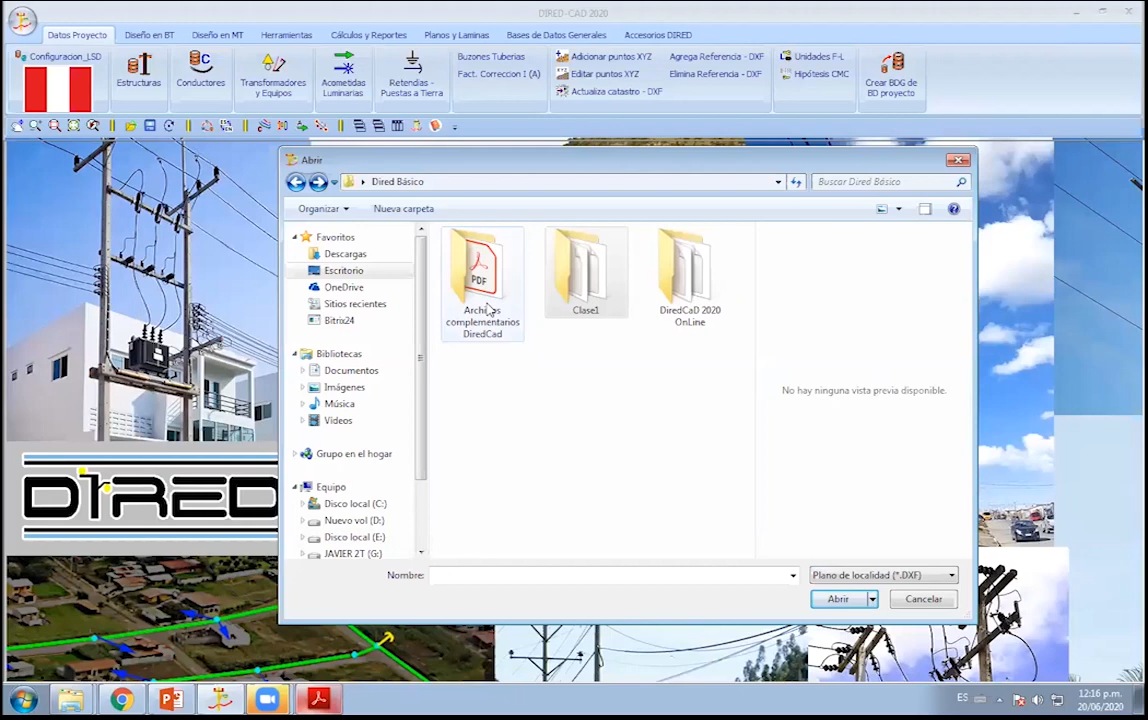 DIRED-CAD 2020
Datos Proyecto
Diseño en BT
Diseño en MT
Herramientas
Cálculos y Reportes
Planos y Laminas
Bases de Datos Generales
Accesorios DIRED
Configuracion_LSD
Estructuras
Conductores
Transformadores
y Equipos
Acometidas
Luminarias
Retenidas -
Puestas a Tierra
Buzones Tuberias
Fact. Correccion I (A)
Adicionar puntos XYZ
Editar puntos XYZ
Actualiza catastro - DXF
Agrega Referencia - DXF
Elimina Referencia - DXF
Unidades F-L
Hipótesis CMC
Crear BDG de
BD proyecto
Abrir
Dired Básico
Buscar Dired Básico
Organizar
Nueva carpeta
Favoritos
Descargas
Escritorio
OneDrive
Sitios recientes
Bitrix24
Bibliotecas
Documentos
Imágenes
Música
Vídeos
Grupo en el hogar
Equipo
Disco local (C:)
Nuevo vol (D:)
Disco local (E:)
JAVIER 2T (G:)
PDF
Archivos
complementarios
DiredCad
Clase1
DiredCaD 2020
OnLine
No hay ninguna vista previa disponible.
Nombre:
Plano de localidad (*.DXF)
Abrir
Cancelar
DIRED
ES
12:16 p.m.
20/06/2020